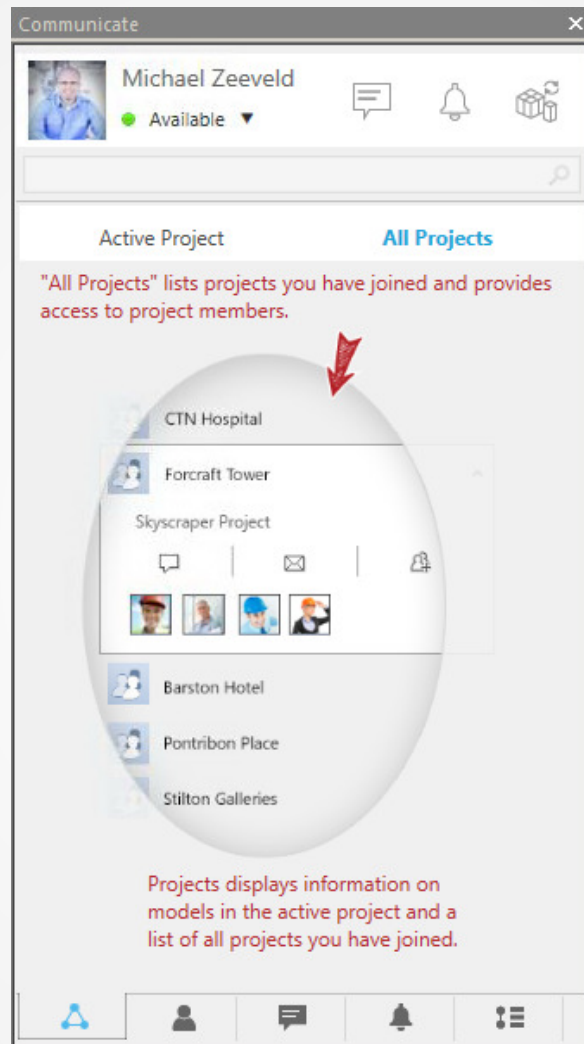 Communicate
Michael Zeeveld
Available
Active Project
All Projects
"All Projects" lists projects you have joined and provides
access to project members.
CTN Hospital
Forcraft Tower
Skyscraper Project
Barston Hotel
Pontribon Place
Stilton Galleries
Projects displays information on
models in the active project and a
list of all projects you have joined.